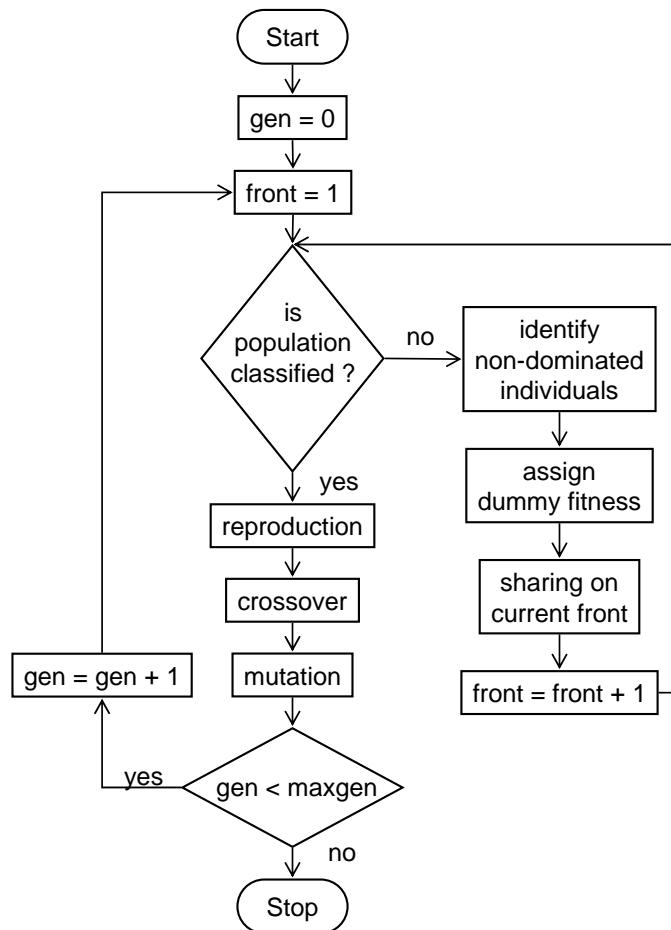 Start
gen = 0
front = 1
is
population
classified ?
no
identify
non-dominated
individuals
assign
dummy fitness
sharing on
current front
front = front + 1
yes
reproduction
crossover
mutation
gen = gen + 1
gen < maxgen
yes
no
Stop